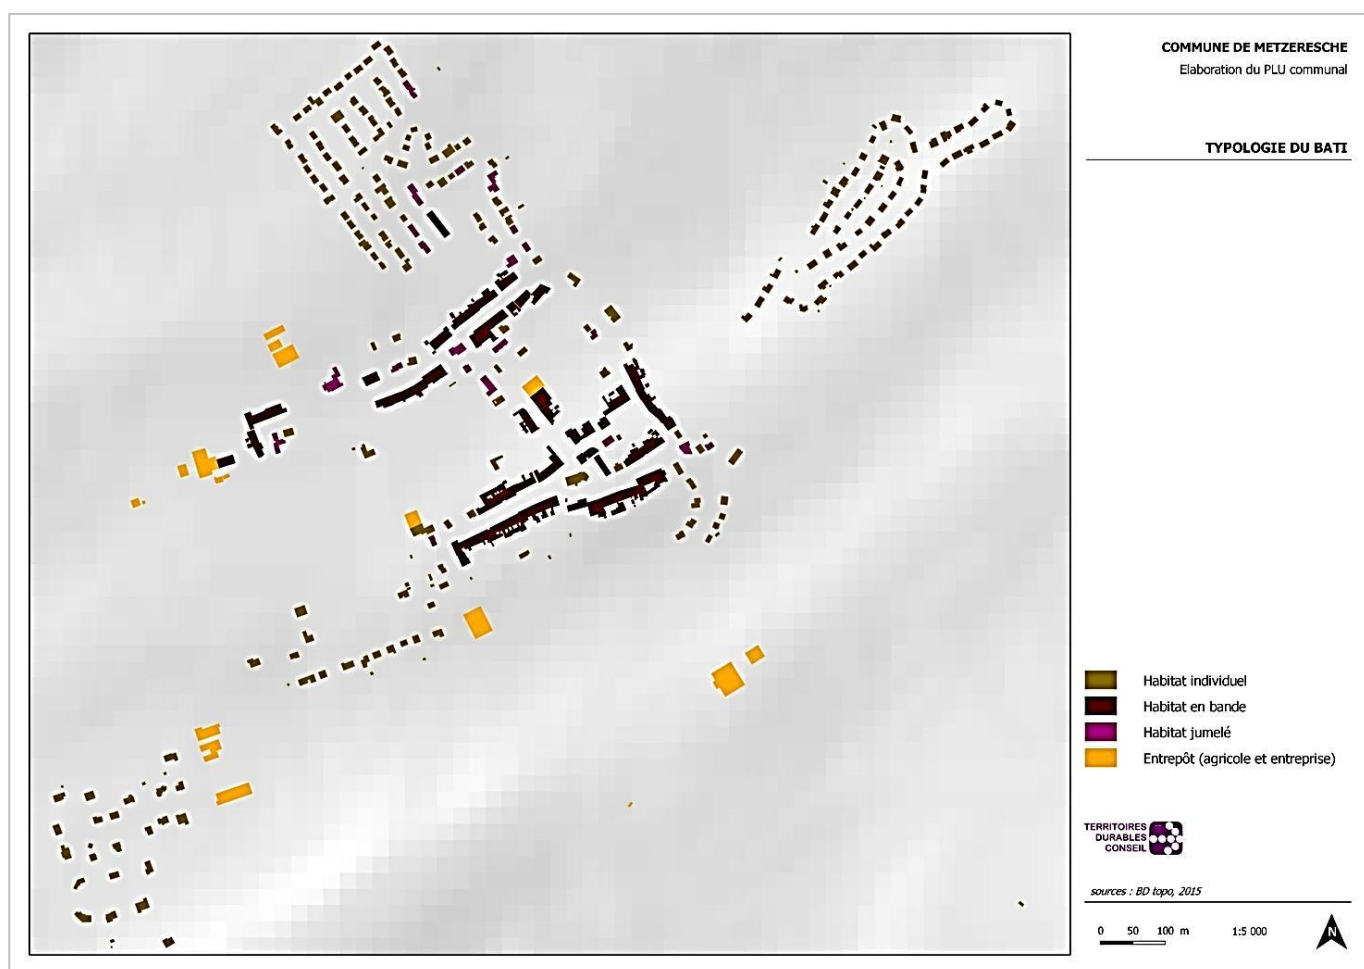 COMMUNE DE METZERESCHE
Elaboration du PLU communal
TYPOLOGIE DU BATI
Habitat individuel
Habitat en bande
Habitat jumelé
Entrepôt (agricole et entreprise)
TERRITOIRES
DURABLES
CONSEIL
sources : BD topo, 2015
0 50 100 m 1:5 000
N